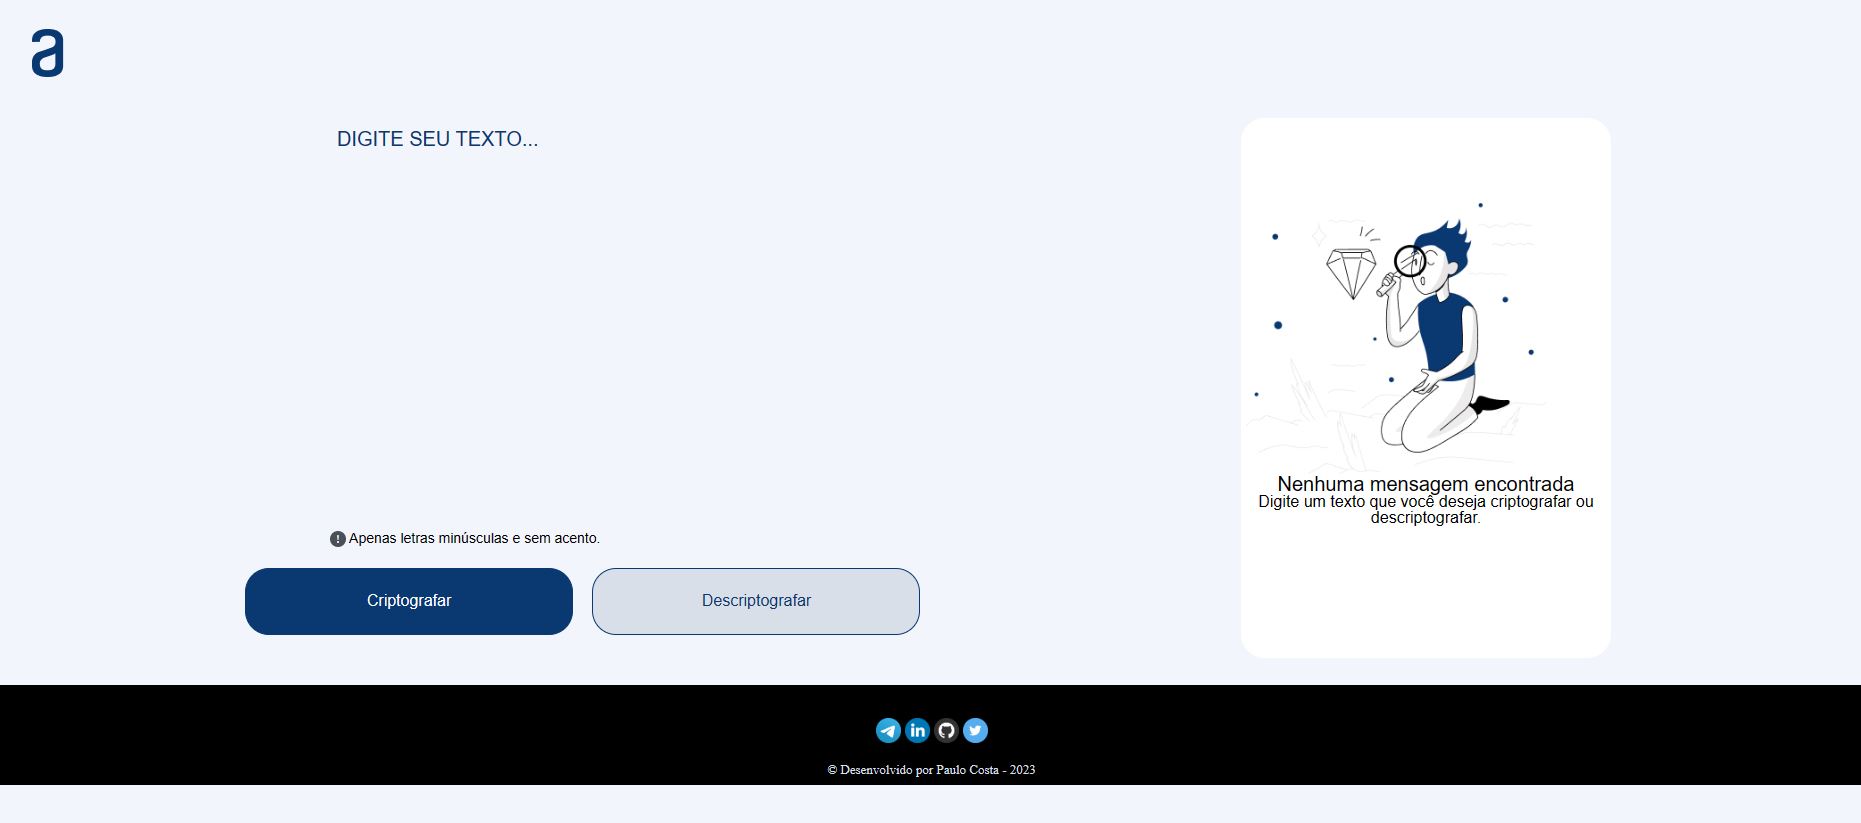 a
DIGITE SEU TEXTO...
Apenas letras minúsculas e sem acento.
Criptografar
Descriptografar
Nenhuma mensagem encontrada
Digite um texto que você deseja criptografar ou
descriptografar.
in
© Desenvolvido por Paulo Costa - 2023